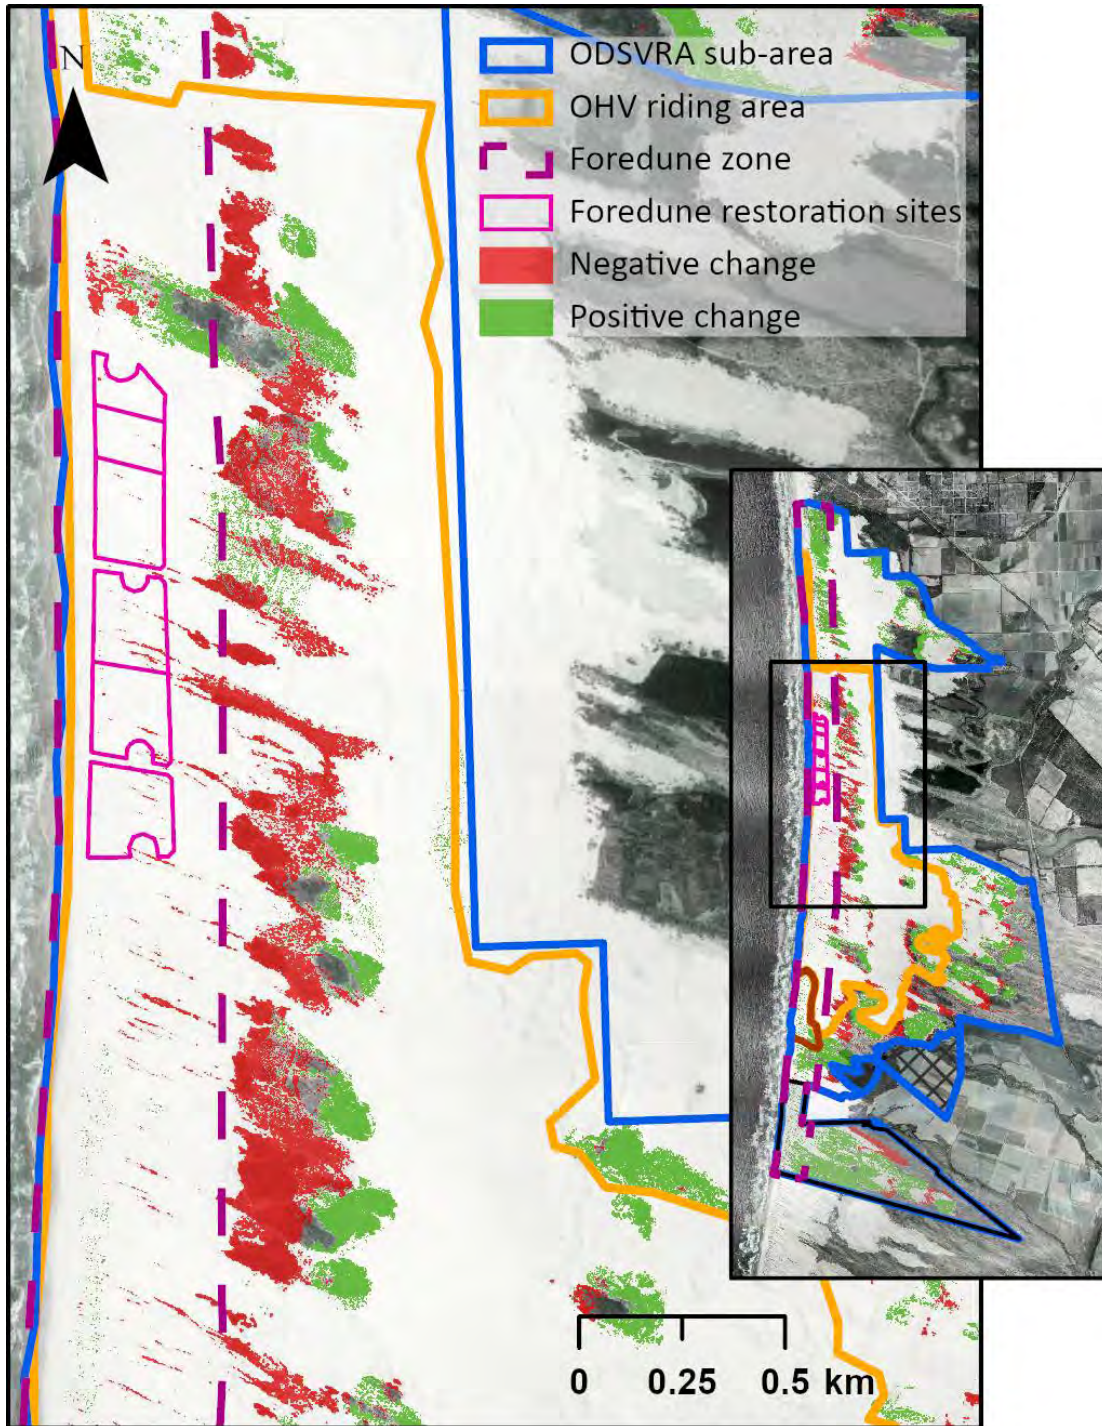 N
ODSVRA sub-area
OHV riding area
Foredune zone
Foredune restoration sites
Negative change
Positive change
0 0.25 0.5 km